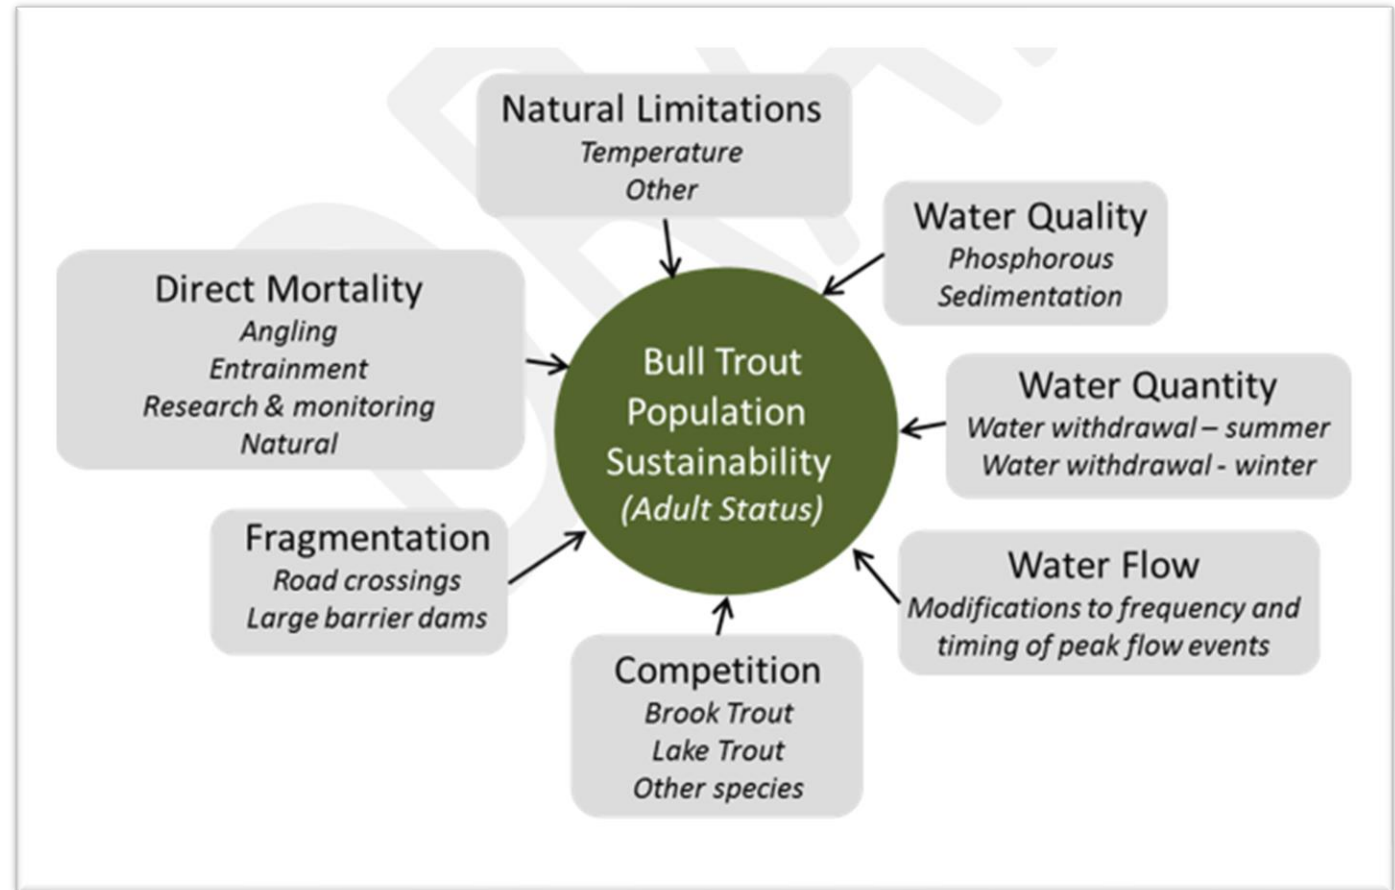 Natural Limitations
Temperature
Other
Water Quality
Phosphorous
Sedimentation
Direct Mortality
Angling
Entrainment
Research & monitoring
Natural
Bull Trout
Population
Sustainability
(Adult Status)
Water Quantity
Water withdrawal – summer
Water withdrawal - winter
Fragmentation
Road crossings
Large barrier dams
Water Flow
Modifications to frequency and
timing of peak flow events
Competition
Brook Trout
Lake Trout
Other species